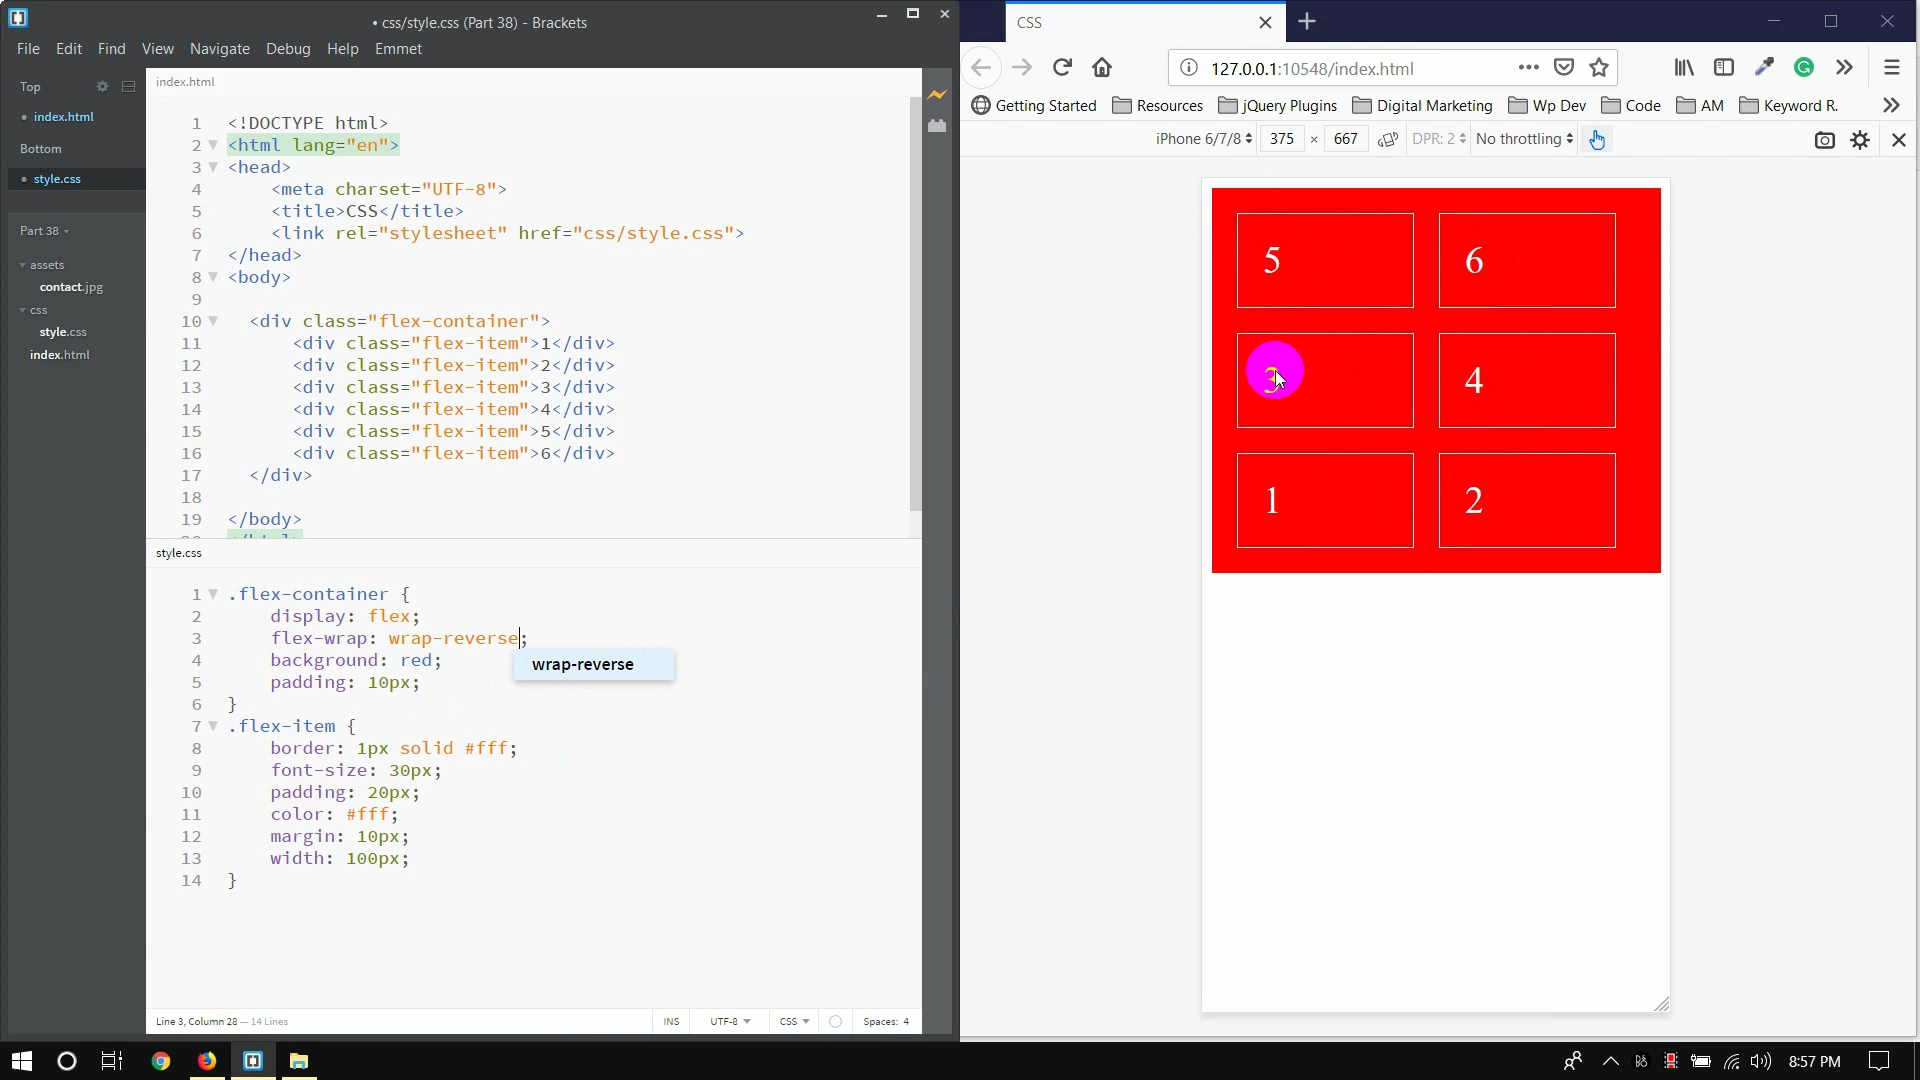 • css/style.css (Part 38) - Brackets
File Edit Find View Navigate Debug Help Emmet
Top
• index.html
Bottom
• style.css
Part 38
assets
contact.jpg
css
style.css
index.html
index.html
1 <!DOCTYPE html>
2 <html lang="en">
3 <head>
4 <meta charset="UTF-8">
5 <title>CSS</title>
6 <link rel="stylesheet" href="css/style.css">
7 </head>
8 <body>
9
10 <div class="flex-container">
11 <div class="flex-item">1</div>
12 <div class="flex-item">2</div>
13 <div class="flex-item">3</div>
14 <div class="flex-item">4</div>
15 <div class="flex-item">5</div>
16 <div class="flex-item">6</div>
17 </div>
18
19 </body>
style.css
1 .flex-container {
2 display: flex;
3 flex-wrap: wrap-reverse;
wrap-reverse
4 background: red;
5 padding: 10px;
6 }
7 .flex-item {
8 border: 1px solid #fff;
9 font-size: 30px;
10 padding: 20px;
11 color: #fff;
12 margin: 10px;
13 width: 100px;
14 }
Line 3, Column 28 — 14 Lines
INS UTF-8 CSS Spaces: 4
CSS
127.0.0.1:10548/index.html
Getting Started Resources jQuery Plugins Digital Marketing Wp Dev Code AM Keyword R.
iPhone 6/7/8 375 × 667 DPR: 2 No throttling
5 6
3 4
1 2
8:57 PM